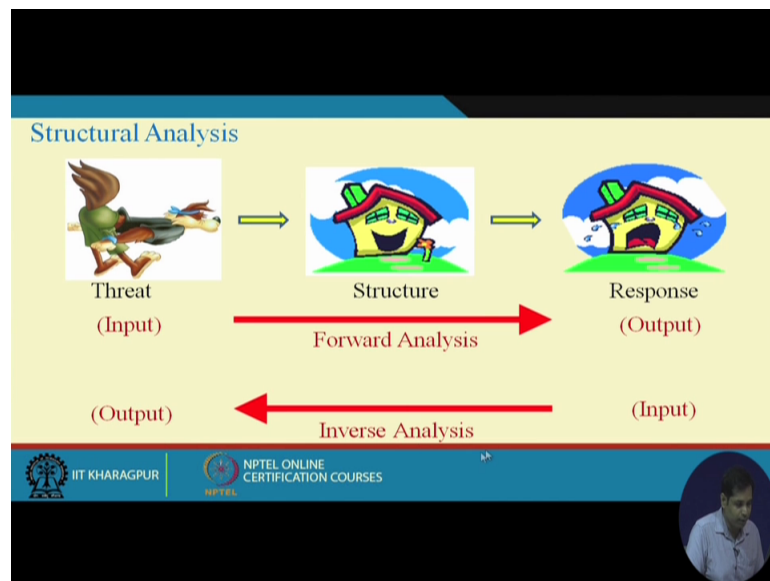 Structural Analysis
Threat
Structure
Response
(Input)
Forward Analysis
(Output)
(Output)
Inverse Analysis
(Input)
IIT KHARAGPUR
NPTEL
NPTEL ONLINE
CERTIFICATION COURSES